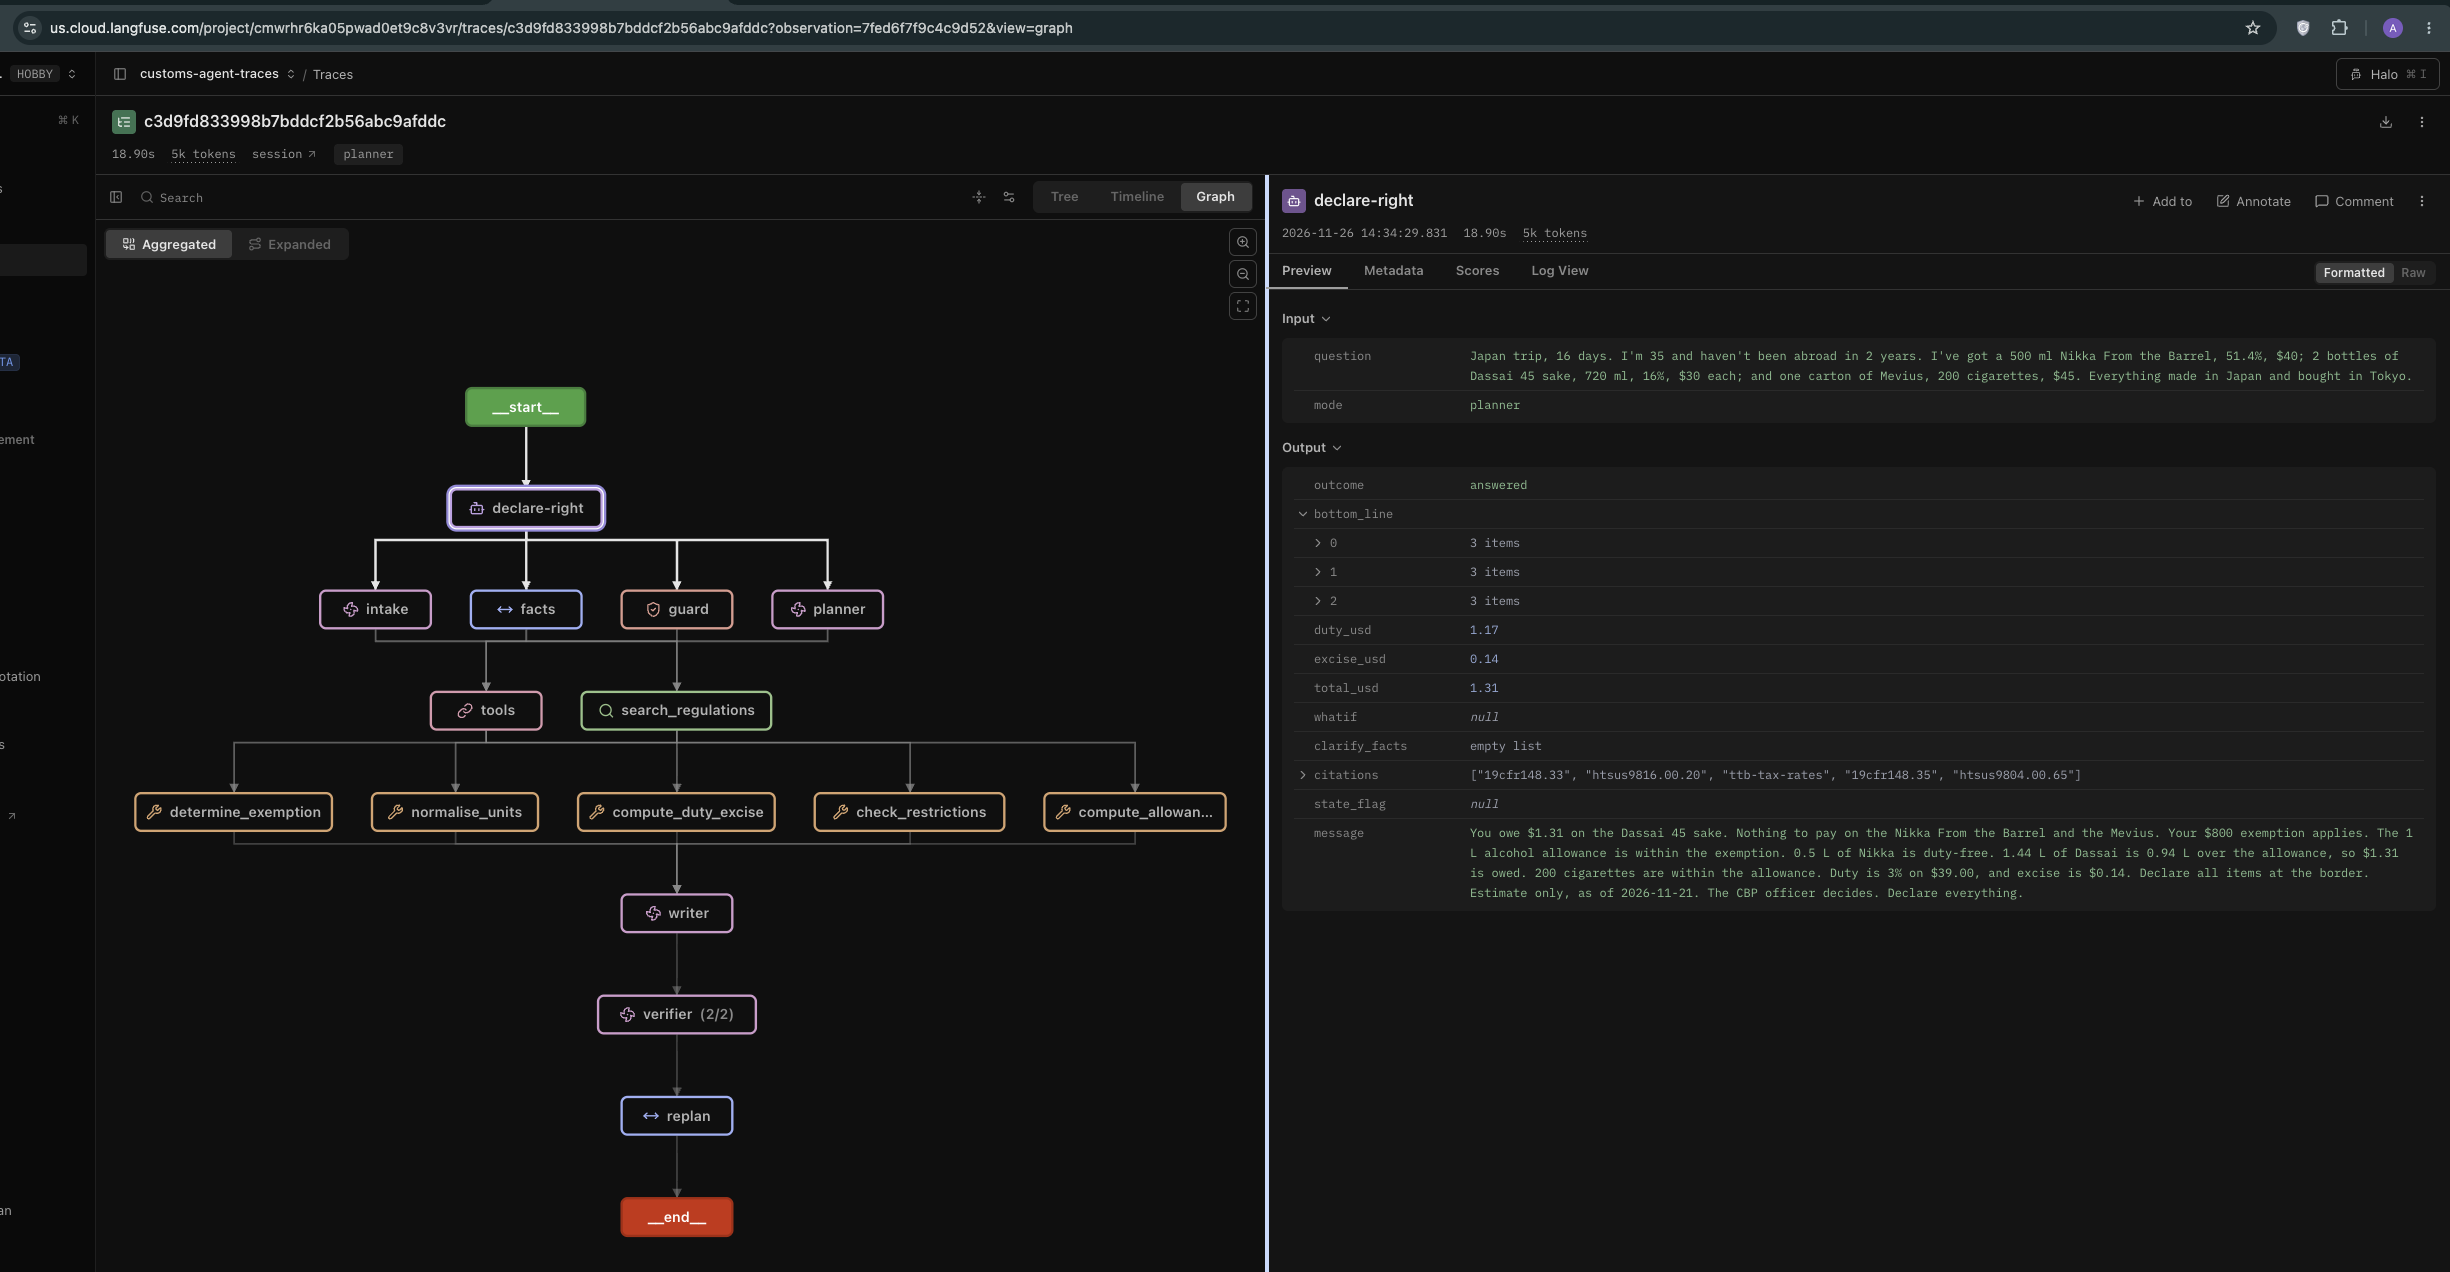 us.cloud.langfuse.com/project/cmwrhr6ka05pwad0et9c8v3vr/traces/c3d9fd833998b7bddcf2b56abc9afddc?observation=7fed6f7f9c4c9d52&view=graph
A
HOBBY
customs-agent-traces / Traces
Halo ⌘ I
⌘ K
c3d9fd833998b7bddcf2b56abc9afddc
18.90s 5k tokens session ↗ planner
s
Search
Tree Timeline Graph
Aggregated Expanded
TA
ement
otation
s
an
__start__
declare-right
intake facts guard planner
tools search_regulations
determine_exemption normalise_units compute_duty_excise check_restrictions compute_allowan...
writer
verifier (2/2)
replan
__end__
declare-right
Add to Annotate Comment
2026-11-26 14:34:29.831 18.90s 5k tokens
Preview Metadata Scores Log View
Formatted Raw
Input
question Japan trip, 16 days. I'm 35 and haven't been abroad in 2 years. I've got a 500 ml Nikka From the Barrel, 51.4%, $40; 2 bottles of
Dassai 45 sake, 720 ml, 16%, $30 each; and one carton of Mevius, 200 cigarettes, $45. Everything made in Japan and bought in Tokyo.
mode planner
Output
outcome answered
bottom_line
0 3 items
1 3 items
2 3 items
duty_usd 1.17
excise_usd 0.14
total_usd 1.31
whatif null
clarify_facts empty list
citations ["19cfr148.33", "htsus9816.00.20", "ttb-tax-rates", "19cfr148.35", "htsus9804.00.65"]
state_flag null
message You owe $1.31 on the Dassai 45 sake. Nothing to pay on the Nikka From the Barrel and the Mevius. Your $800 exemption applies. The 1
L alcohol allowance is within the exemption. 0.5 L of Nikka is duty-free. 1.44 L of Dassai is 0.94 L over the allowance, so $1.31
is owed. 200 cigarettes are within the allowance. Duty is 3% on $39.00, and excise is $0.14. Declare all items at the border.
Estimate only, as of 2026-11-21. The CBP officer decides. Declare everything.